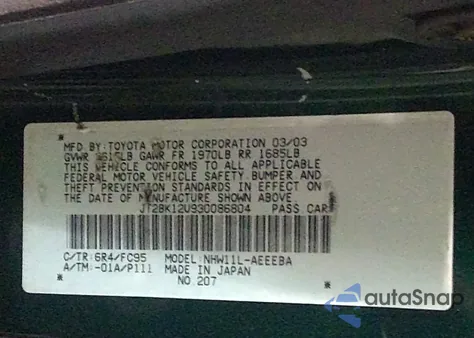 MFD BY: TOYOTA MOTOR CORPORATION 03/03
GVWR GAWR FR 1970LB RR 1685LB
THIS VEHICLE CONFORMS TO ALL APPLICABLE
FEDERAL MOTOR VEHICLE SAFETY, BUMPER AND
THEFT PREVENTION STANDARDS IN EFFECT ON
THE DATE OF MANUFACTURE SHOWN ABOVE.
JT2BK12U930086804 PASS CAR
C/TR: 6R4/FC95 MODEL: NHW11L-AEEEBA
A/TM: -01A/P111 MADE IN JAPAN
NO. 207
autoSnap